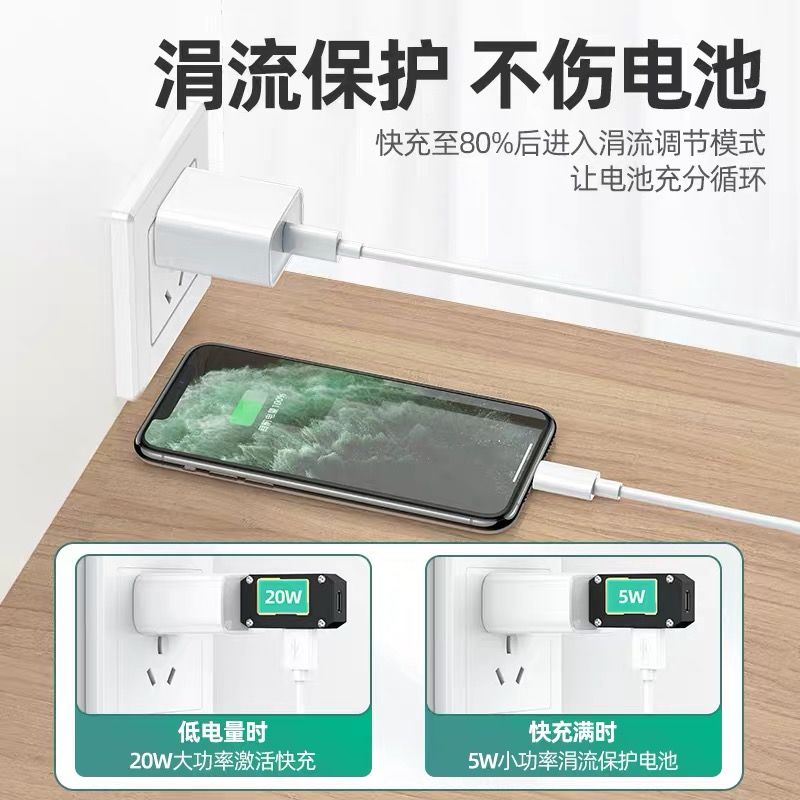 涓流保护 不伤电池
快充至80%后进入涓流调节模式
让电池充分循环
20W
5W
低电量时
20W大功率激活快充
快充满时
5W小功率涓流保护电池